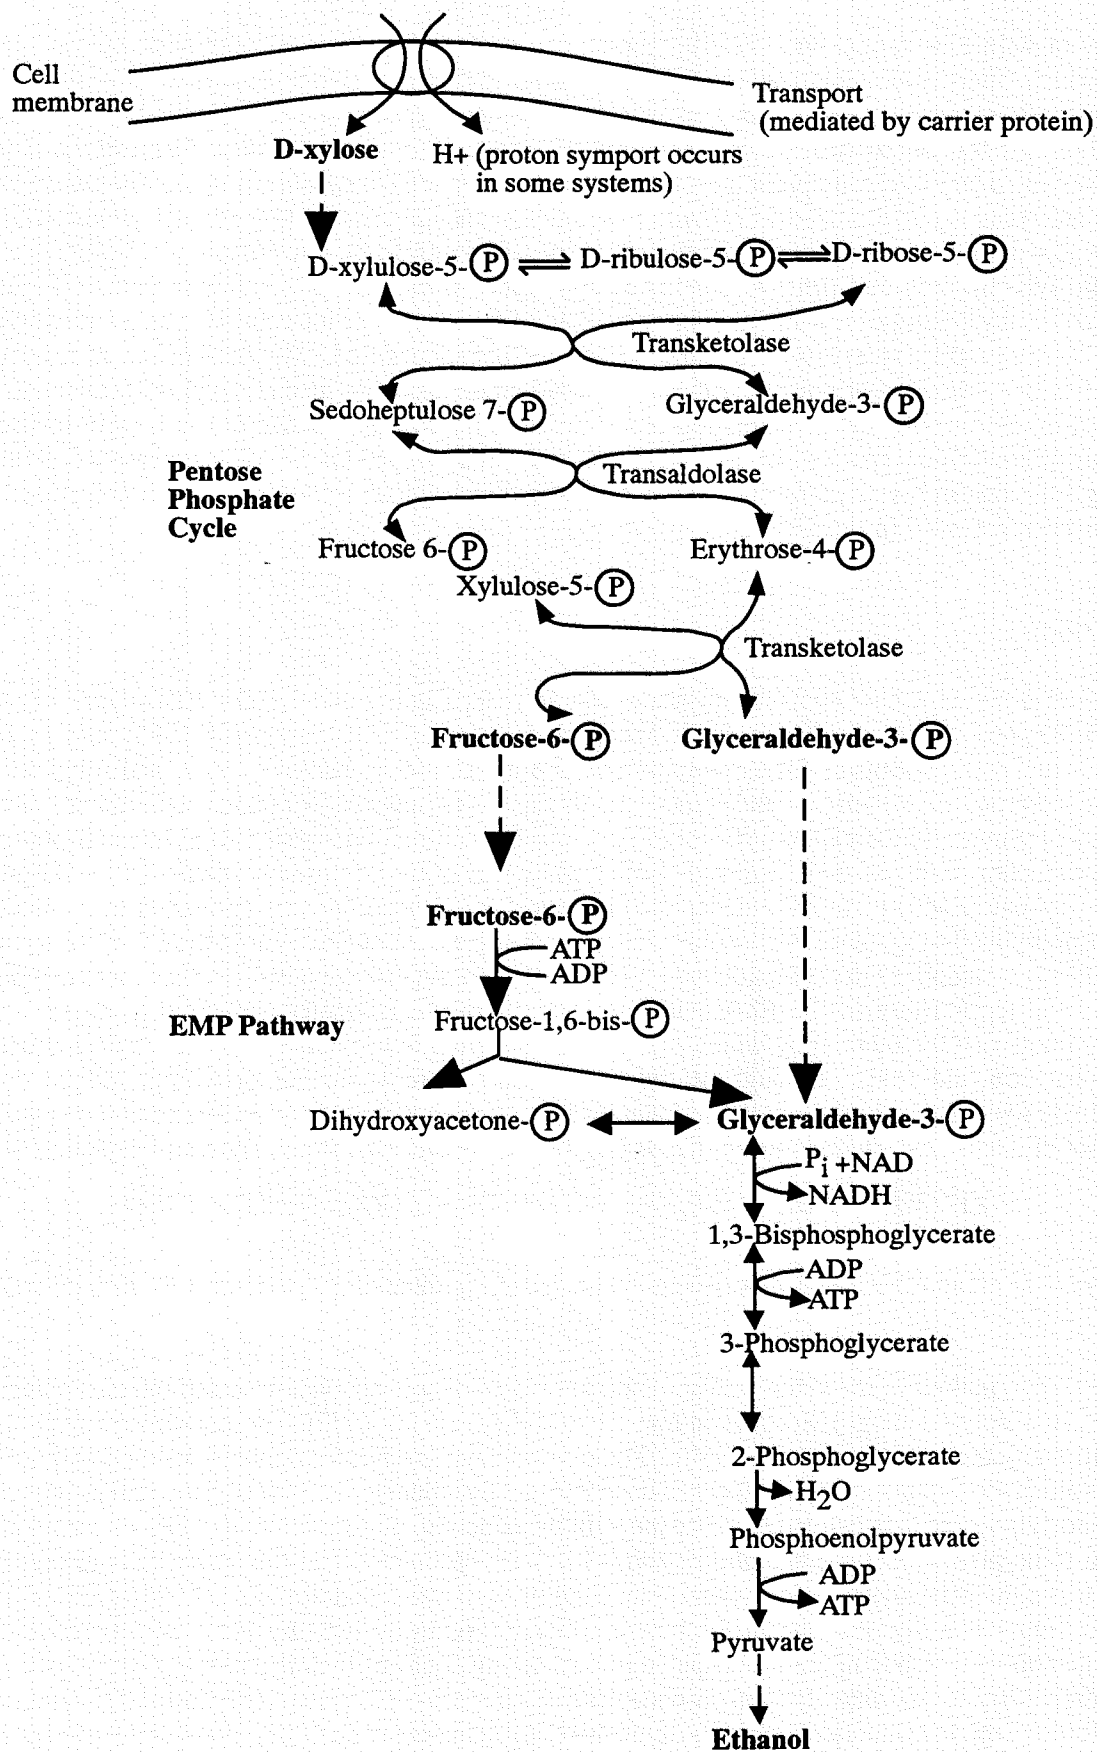 Cell
membrane
Transport
(mediated by carrier protein)
D-xylose
H+ (proton symport occurs
in some systems)
D-xylulose-5-P
D-ribulose-5-P
D-ribose-5-P
Transketolase
Sedoheptulose 7-P
Glyceraldehyde-3-P
Pentose
Phosphate
Cycle
Transaldolase
Fructose 6-P
Erythrose-4-P
Xylulose-5-P
Transketolase
Fructose-6-P
Glyceraldehyde-3-P
Fructose-6-P
ATP
ADP
EMP Pathway
Fructose-1,6-bis-P
Dihydroxyacetone-P
Glyceraldehyde-3-P
Pi +NAD
NADH
1,3-Bisphosphoglycerate
ADP
ATP
3-Phosphoglycerate
2-Phosphoglycerate
H2O
Phosphoenolpyruvate
ADP
ATP
Pyruvate
Ethanol